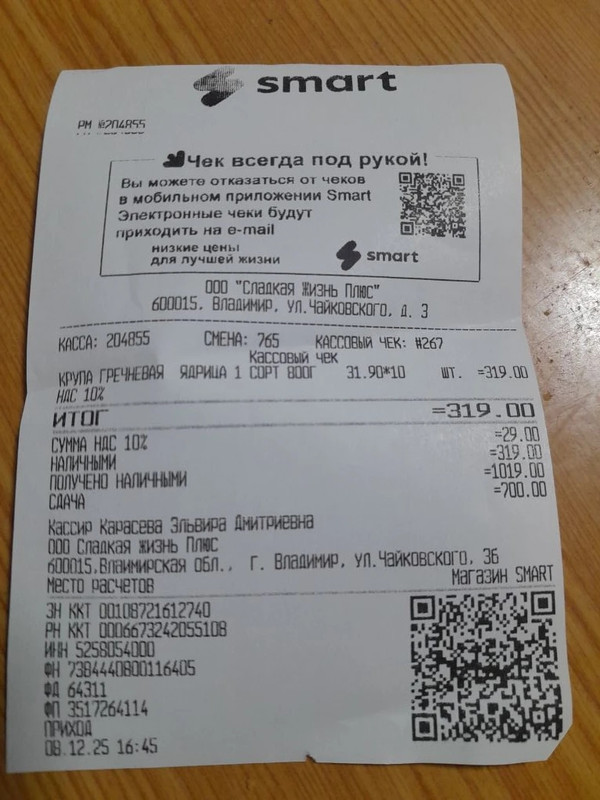 smart
РМ №204855
Чек всегда под рукой!
Вы можете отказаться от чеков
в мобильном приложении Smart
Электронные чеки будут
приходить на e-mail
низкие цены
для лучшей жизни
smart
ООО "Сладкая Жизнь Плюс"
600015, Владимир, ул.Чайковского, д. 3
КАССА: 204855 СМЕНА: 765 КАССОВЫЙ ЧЕК: #267
Кассовый чек
КРУПА ГРЕЧНЕВАЯ ЯДРИЦА 1 СОРТ 800Г 31.90*10 ШТ. =319.00
НДС 10%
ИТОГ =319.00
СУММА НДС 10% =29.00
НАЛИЧНЫМИ =319.00
ПОЛУЧЕНО НАЛИЧНЫМИ =1019.00
СДАЧА =700.00
Кассир Карасева Эльвира Дмитриевна
ООО Сладкая жизнь Плюс
600015,Владимирская обл., г. Владимир, ул.Чайковского, 3б
Место расчетов Магазин SMART
ЗН ККТ 00108721612740
РН ККТ 0006673242055108
ИНН 5258054000
ФН 7384440800116405
ФД 64311
ФП 3517264114
ПРИХОД
08.12.25 16:45